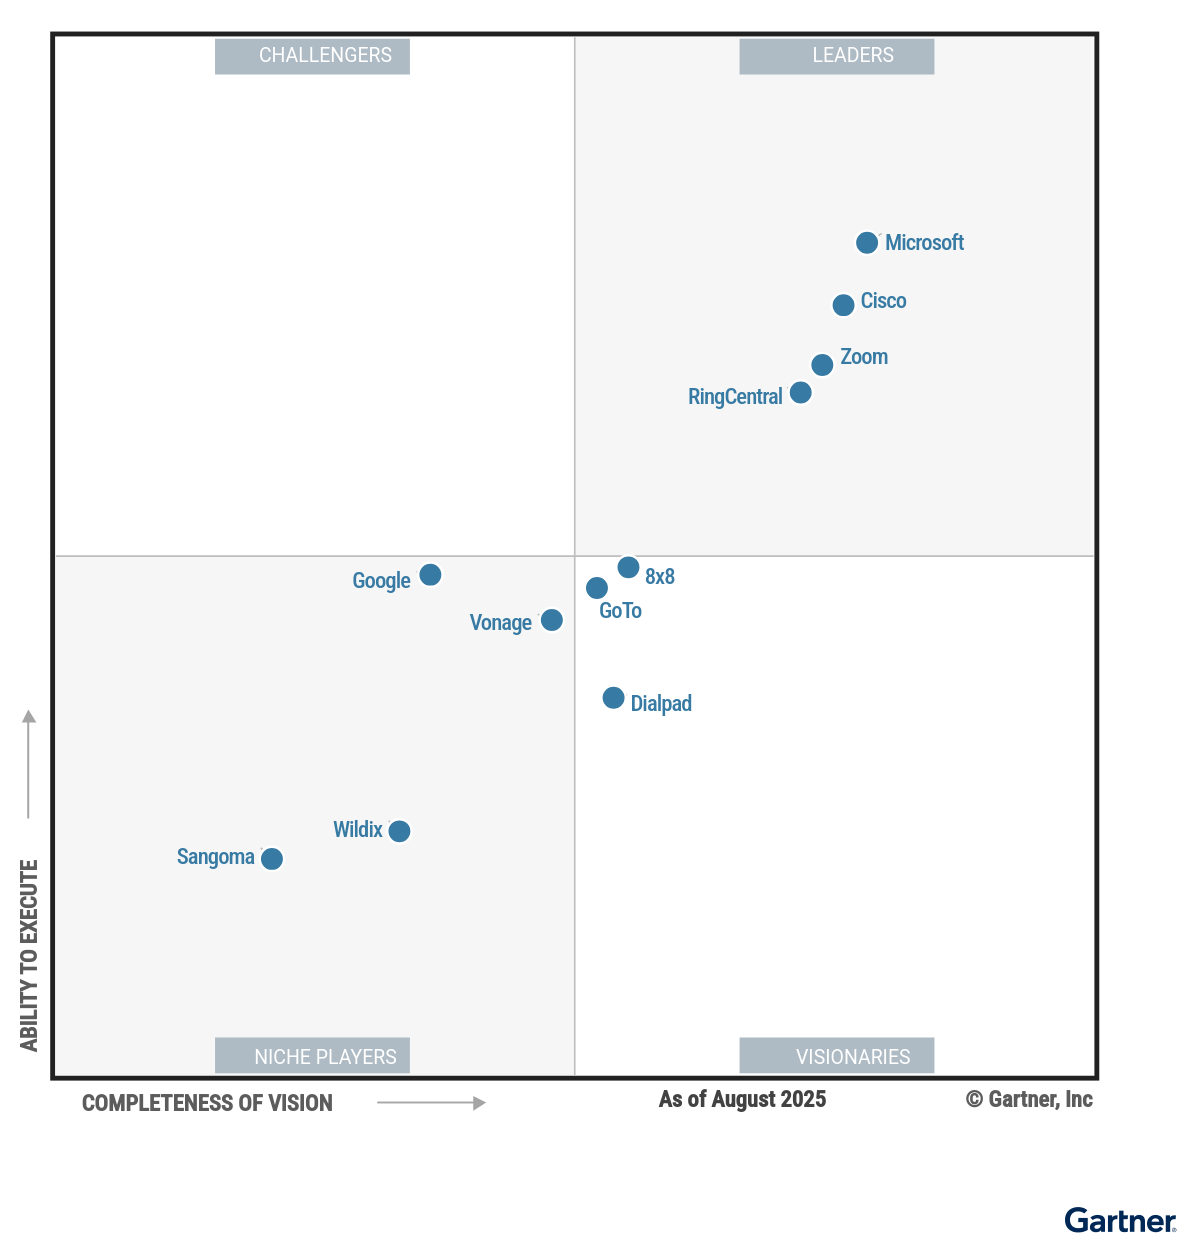 CHALLENGERS
LEADERS
Microsoft
Cisco
Zoom
RingCentral
Google
8x8
GoTo
Vonage
Dialpad
Wildix
Sangoma
ABILITY TO EXECUTE
NICHE PLAYERS
VISIONARIES
COMPLETENESS OF VISION
As of August 2025
© Gartner, Inc
Gartner®